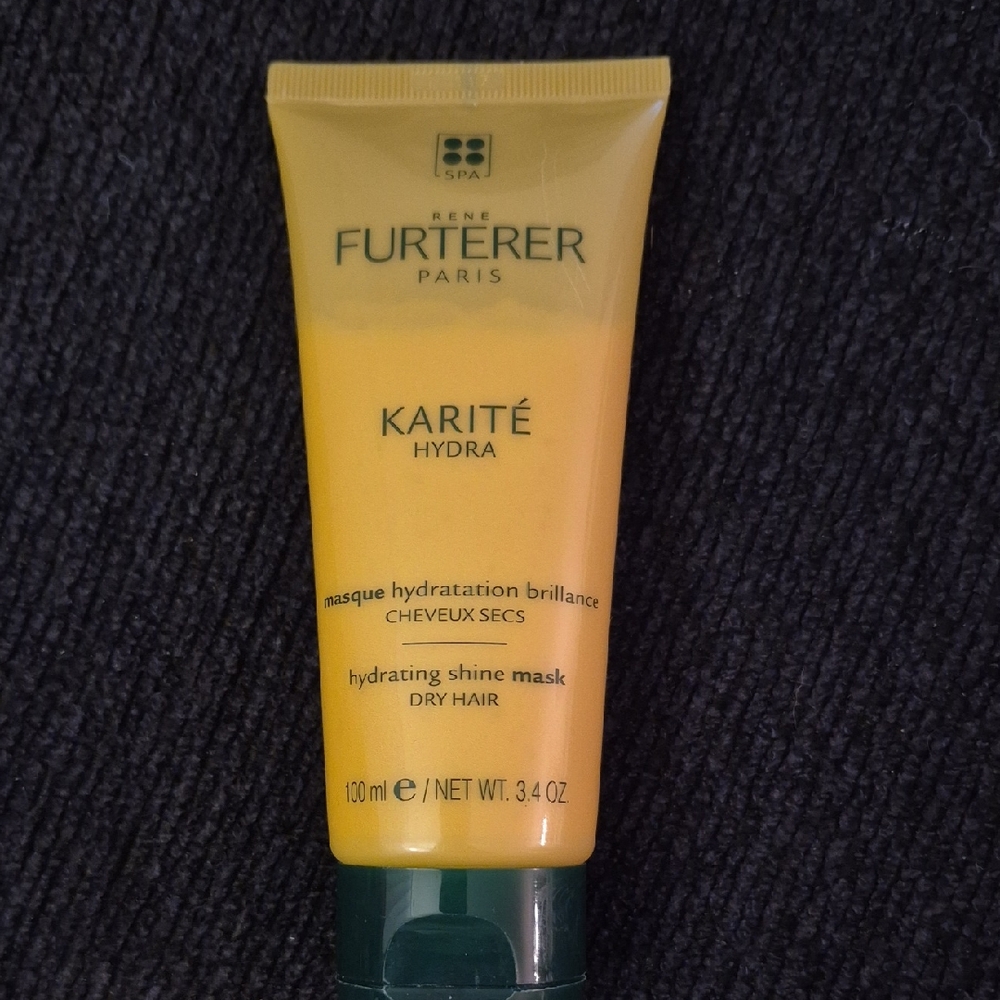 SPA
RENE
FURTERER
PARIS
KARITÉ
HYDRA
masque hydratation brillance
CHEVEUX SECS
hydrating shine mask
DRY HAIR
100 ml e / NET WT. 3.4 OZ.